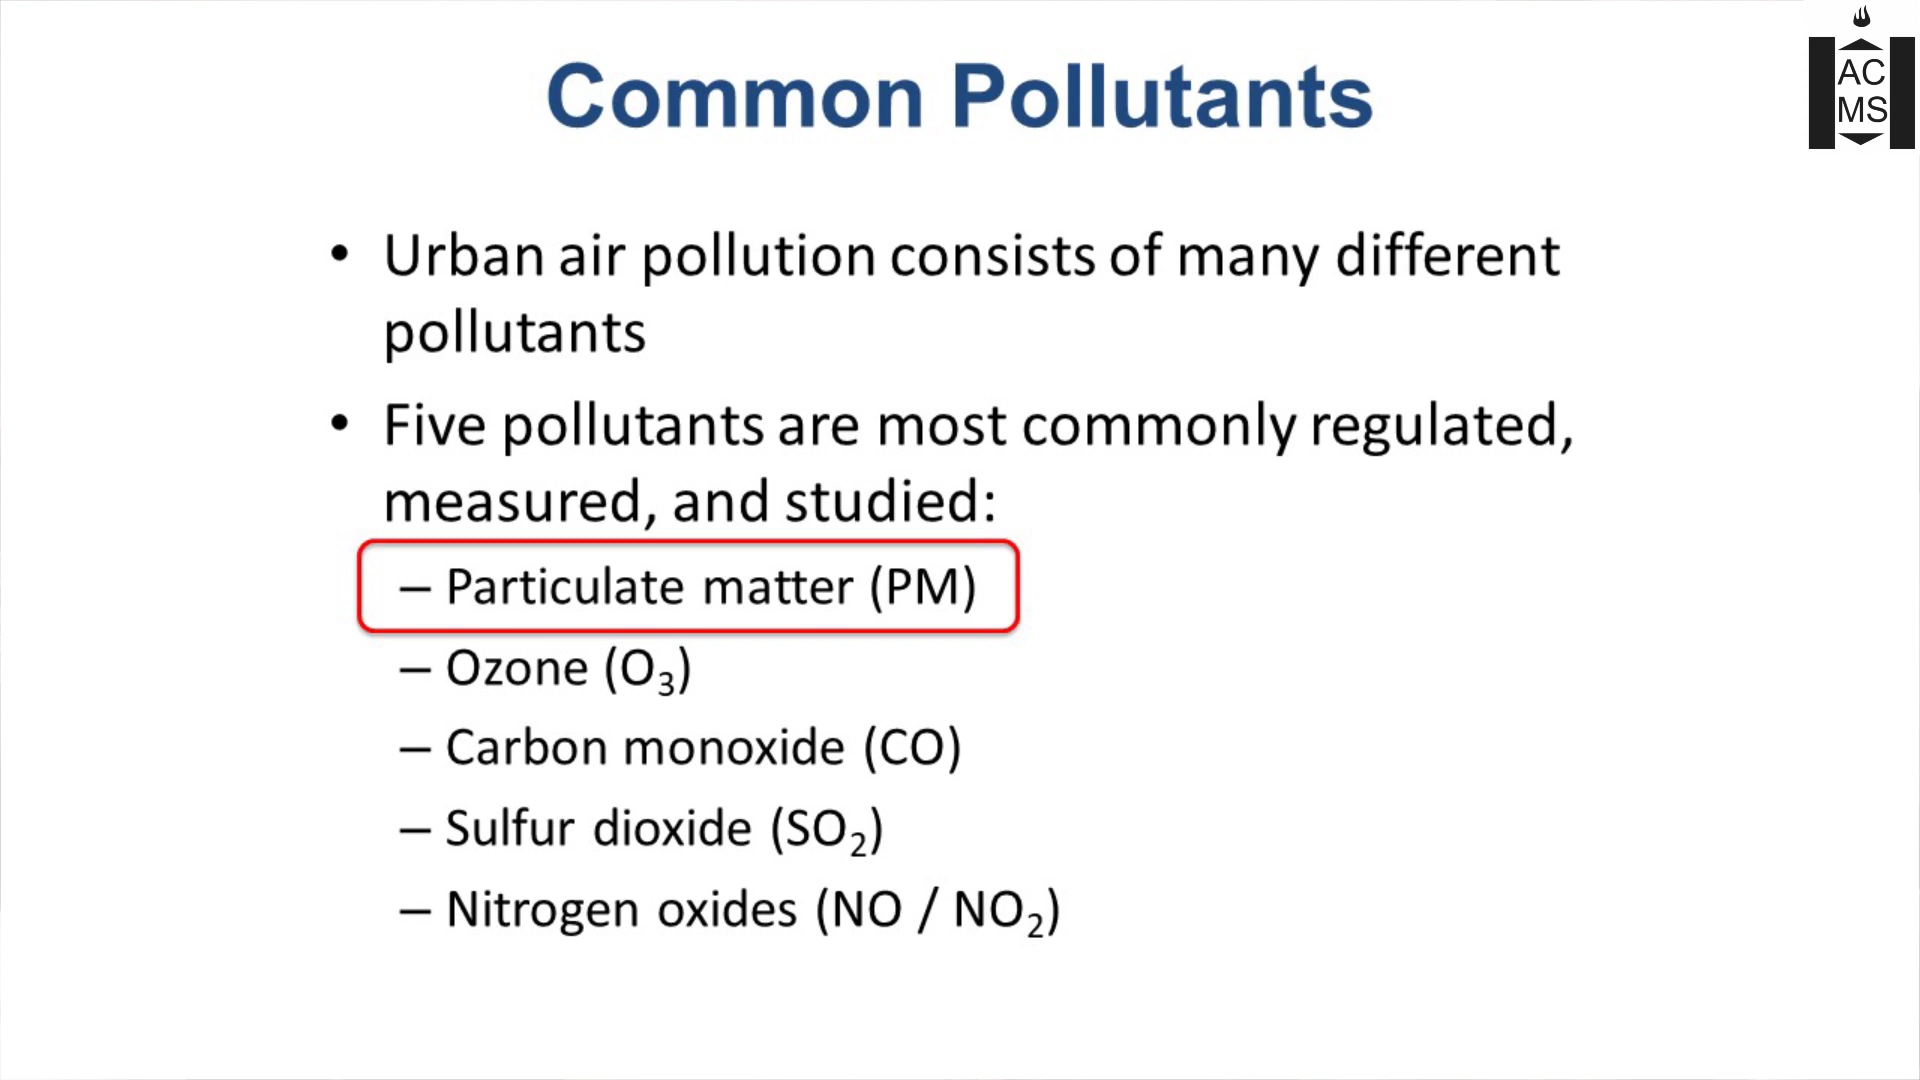 Common Pollutants
AC
MS
• Urban air pollution consists of many different
pollutants
• Five pollutants are most commonly regulated,
measured, and studied:
– Particulate matter (PM)
– Ozone (O₃)
– Carbon monoxide (CO)
– Sulfur dioxide (SO₂)
– Nitrogen oxides (NO / NO₂)